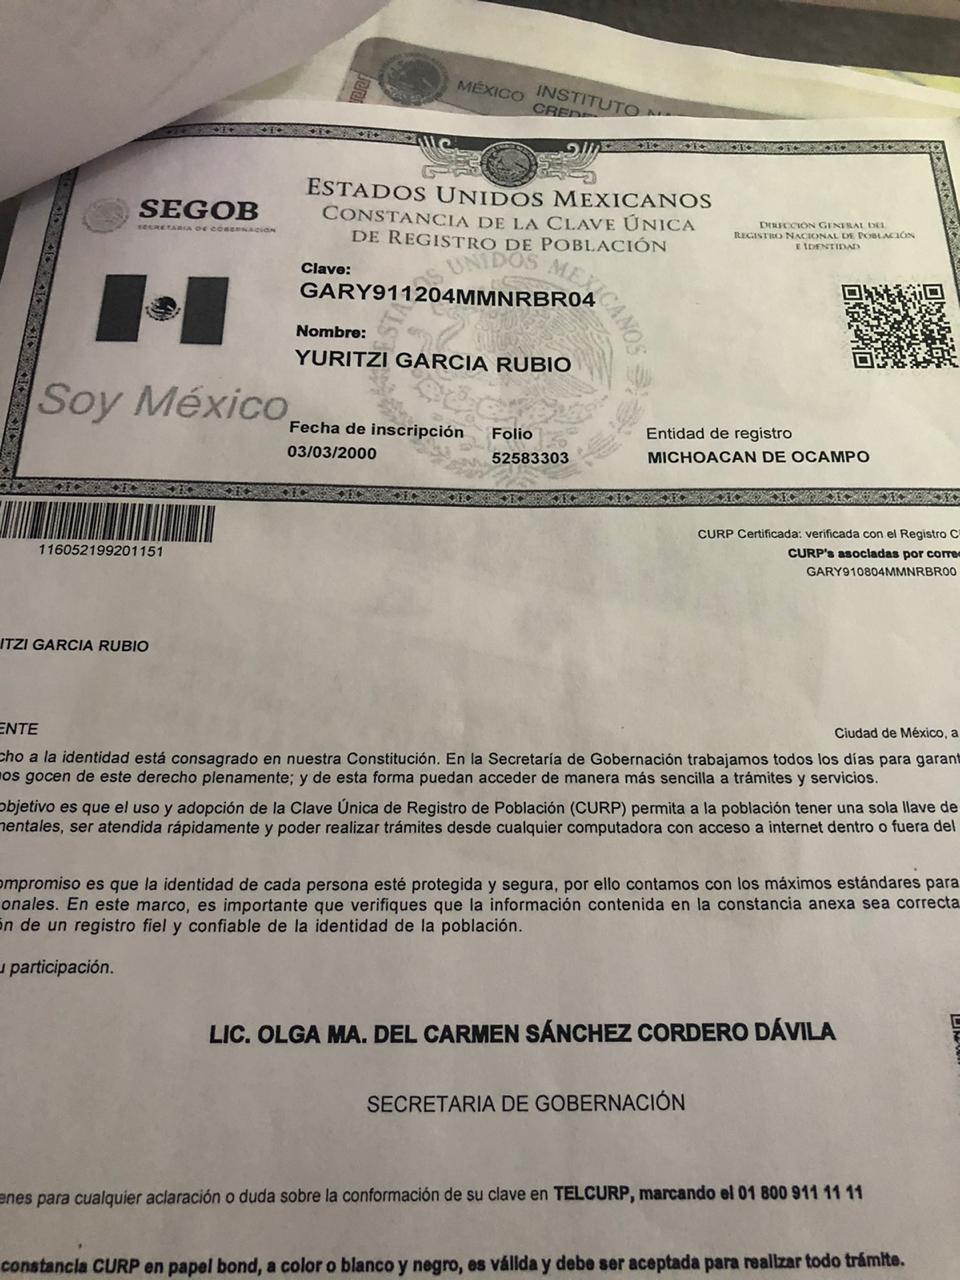 MÉXICO INSTITUTO
ESTADOS UNIDOS MEXICANOS
CONSTANCIA DE LA CLAVE ÚNICA
DE REGISTRO DE POBLACIÓN
SEGOB
SECRETARÍA DE GOBERNACIÓN
DIRECCIÓN GENERAL DEL
REGISTRO NACIONAL DE POBLACIÓN
E IDENTIDAD
Clave:
GARY911204MMNRBR04
Nombre:
YURITZI GARCIA RUBIO
ESTADOS UNIDOS MEXICANOS
Soy México
Fecha de inscripción
03/03/2000
Folio
52583303
Entidad de registro
MICHOACAN DE OCAMPO
116052199201151
CURP Certificada: verificada con el Registro C
CURP's asociadas por corre
GARY910804MMNRBR00
ITZI GARCIA RUBIO
ENTE
Ciudad de México, a
cho a la identidad está consagrado en nuestra Constitución. En la Secretaría de Gobernación trabajamos todos los días para garant
nos gocen de este derecho plenamente; y de esta forma puedan acceder de manera más sencilla a trámites y servicios.
objetivo es que el uso y adopción de la Clave Única de Registro de Población (CURP) permita a la población tener una sola llave de
mentales, ser atendida rápidamente y poder realizar trámites desde cualquier computadora con acceso a internet dentro o fuera del
ompromiso es que la identidad de cada persona esté protegida y segura, por ello contamos con los máximos estándares para
onales. En este marco, es importante que verifiques que la información contenida en la constancia anexa sea correcta
ón de un registro fiel y confiable de la identidad de la población.
u participación.
LIC. OLGA MA. DEL CARMEN SÁNCHEZ CORDERO DÁVILA
SECRETARIA DE GOBERNACIÓN
enes para cualquier aclaración o duda sobre la conformación de su clave en TELCURP, marcando el 01 800 911 11 11
constancia CURP en papel bond, a color o blanco y negro, es válida y debe ser aceptada para realizar todo trámite.